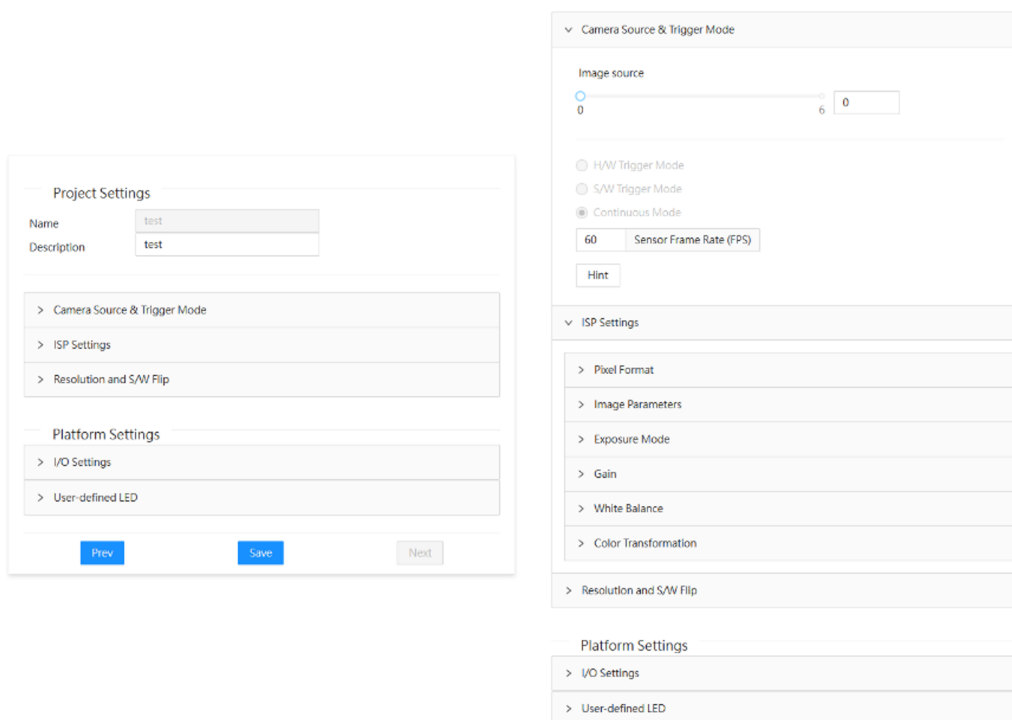 Project Settings
Name
test
Description
test
Camera Source & Trigger Mode
ISP Settings
Resolution and S/W Flip
Platform Settings
I/O Settings
User-defined LED
Prev
Save
Next
Camera Source & Trigger Mode
Image source
0
6
0
H/W Trigger Mode
S/W Trigger Mode
Continuous Mode
60
Sensor Frame Rate (FPS)
Hint
ISP Settings
Pixel Format
Image Parameters
Exposure Mode
Gain
White Balance
Color Transformation
Resolution and S/W Flip
Platform Settings
I/O Settings
User-defined LED